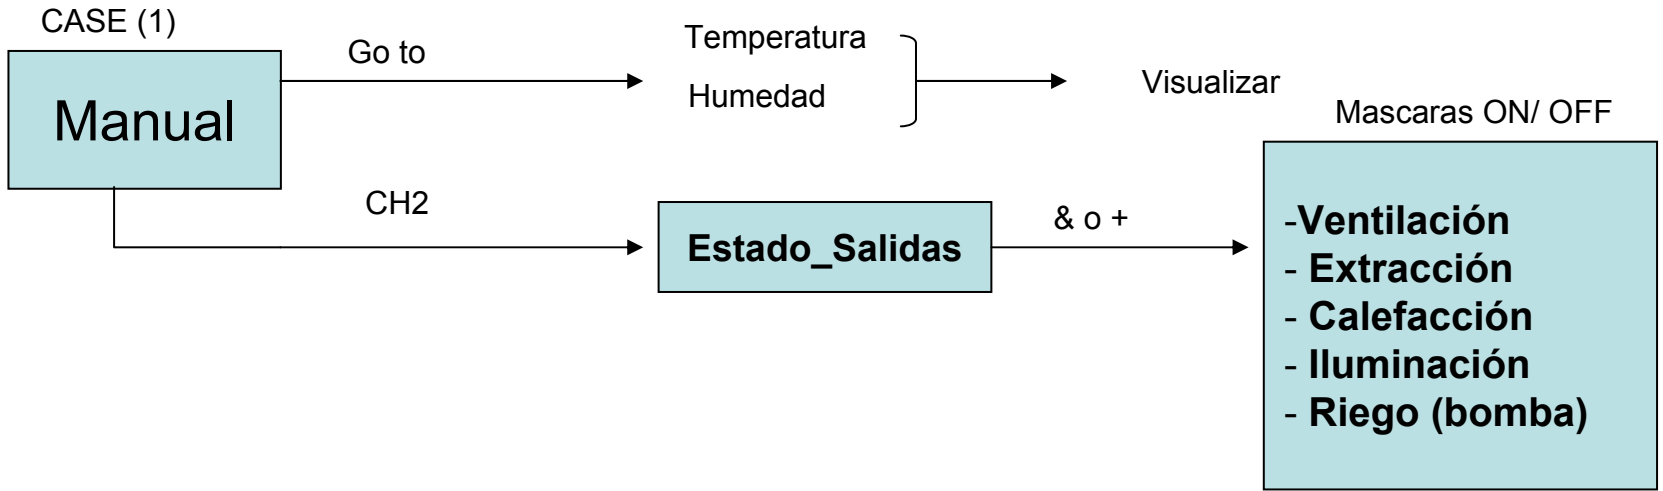 CASE (1)
Manual
Go to
Temperatura
Humedad
Visualizar
CH2
Estado_Salidas
& o +
Mascaras ON/ OFF
-Ventilación
- Extracción
- Calefacción
- Iluminación
- Riego (bomba)